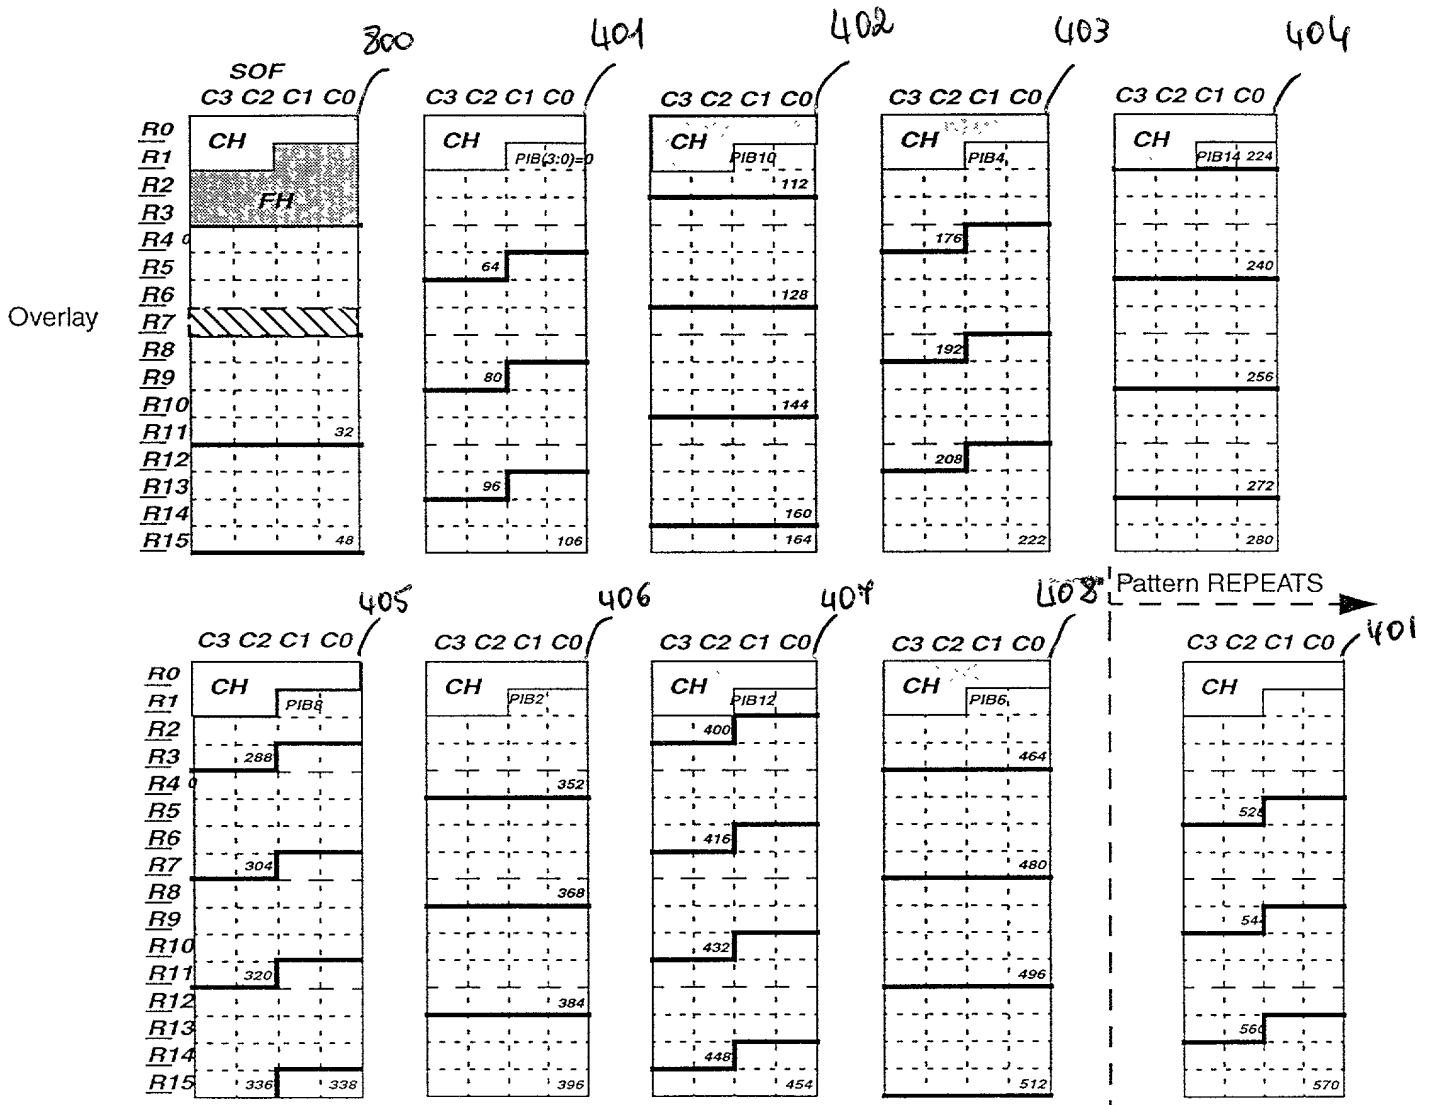 800 401 402 403 404
SOF
C3 C2 C1 C0 C3 C2 C1 C0 C3 C2 C1 C0 C3 C2 C1 C0 C3 C2 C1 C0
R0 CH CH CH CH CH
R1 PIB(3:0)=0 PIB10 PIB4 PIB14 224
R2 FH 112
R3
R4 0 176
R5 64 240
R6 128
Overlay R7
R8 192
R9 80 256
R10 144
R11 32
R12 208
R13 96 272
R14 160
R15 48 106 164 222 280
Pattern REPEATS
405 406 407 408 401
C3 C2 C1 C0 C3 C2 C1 C0 C3 C2 C1 C0 C3 C2 C1 C0 C3 C2 C1 C0
R0 CH CH CH CH CH
R1 PIB8 PIB2 PIB12 PIB6
R2 400
R3 288 464
R4 0 352
R5 528
R6 416
R7 304 480
R8 368
R9 544
R10 432
R11 320 496
R12 384
R13 560
R14 448
R15 336 338 396 454 512 570